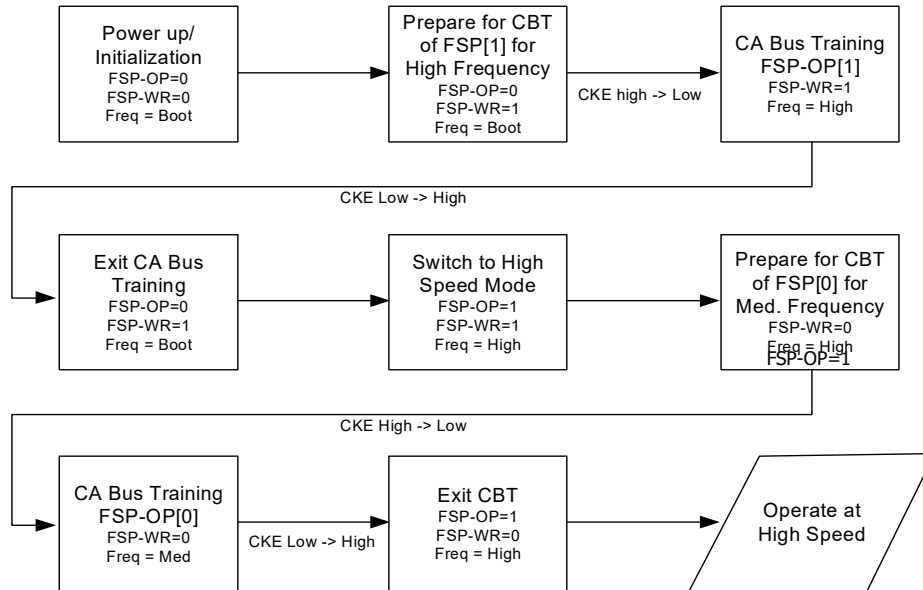 Power up/
Initialization
FSP-OP=0
FSP-WR=0
Freq = Boot
Prepare for CBT
of FSP[1] for
High Frequency
FSP-OP=0
FSP-WR=1
Freq = Boot
CKE high -> Low
CA Bus Training
FSP-OP[1]
FSP-WR=1
Freq = High
CKE Low -> High
Exit CA Bus
Training
FSP-OP=0
FSP-WR=1
Freq = Boot
Switch to High
Speed Mode
FSP-OP=1
FSP-WR=1
Freq = High
Prepare for CBT
of FSP[0] for
Med. Frequency
FSP-WR=0
Freq = High
FSP-OP=1
CKE High -> Low
CA Bus Training
FSP-OP[0]
FSP-WR=0
Freq = Med
CKE Low -> High
Exit CBT
FSP-OP=1
FSP-WR=0
Freq = High
Operate at
High Speed